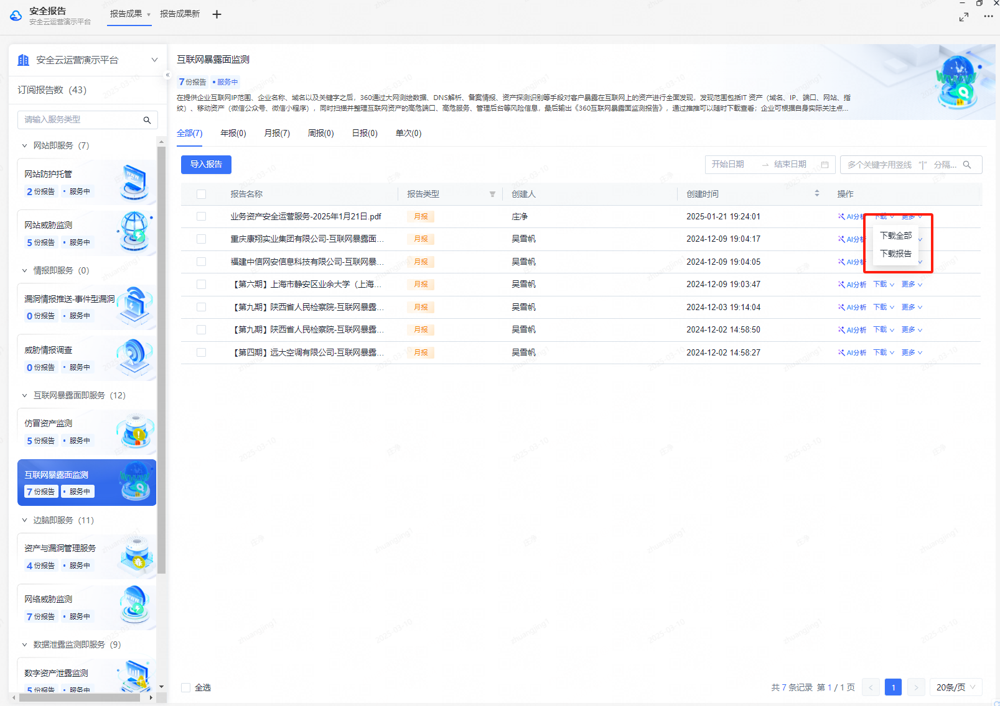 安全报告
安全云运营演示平台
报告成果
报告成果新
安全云运营演示平台
订阅报告数 (43)
请输入服务类型
网站即服务 (7)
网站防护托管
2 份报告 • 服务中
网站威胁监测
5 份报告 • 服务中
情报即服务 (0)
漏洞情报推送-事件型漏洞
0 份报告 • 服务中
威胁情报调查
0 份报告 • 服务中
互联网暴露面即服务 (12)
仿冒资产监测
5 份报告 • 服务中
互联网暴露面监测
7 份报告 • 服务中
边脑即服务 (11)
资产与漏洞管理服务
4 份报告 • 服务中
网络威胁监测
7 份报告 • 服务中
数据泄露监测即服务 (9)
数字资产泄露监测
5 份报告 • 服务中
互联网暴露面监测
7 份报告 • 服务中
在提供企业互联网IP范围、企业名称、域名以及关键字之后，360通过大网测绘数据、DNS解析、备案情报、资产探测识别等手段对客户暴露在互联网上的资产进行全面发现，发现范围包括IT 资产（域名、IP、端口、网站、指
纹）、移动资产（微信公众号、微信小程序），同时扫描并整理互联网资产的高危端口、高危服务、管理后台等风险信息，最后输出《360互联网暴露面监测报告》，通过推推可以随时下载查看；企业可根据自身实际关注点...
全部(7) 年报(0) 月报(7) 周报(0) 日报(0) 单次(0)
导入报告
开始日期 → 结束日期
多个关键字用竖线 "|" 分隔...
报告名称 报告类型 创建人 创建时间 操作
业务资产安全运营服务-2025年1月21日.pdf 月报 庄净 2025-01-21 19:24:01 AI分析 下载 更多
重庆康翔实业集团有限公司-互联网暴露面... 月报 吴雪帆 2024-12-09 19:04:17 AI分析
下载全部
下载报告
福建中信网安信息科技有限公司-互联网暴... 月报 吴雪帆 2024-12-09 19:04:05 AI分析
【第六期】上海市静安区业余大学（上海... 月报 吴雪帆 2024-12-09 19:03:47 AI分析 下载 更多
【第九期】陕西省人民检察院-互联网暴露... 月报 吴雪帆 2024-12-03 19:14:04 AI分析 下载 更多
【第九期】陕西省人民检察院-互联网暴露... 月报 吴雪帆 2024-12-02 14:58:50 AI分析 下载 更多
【第四期】远大空调有限公司-互联网暴露... 月报 吴雪帆 2024-12-02 14:58:27 AI分析 下载 更多
全选
共 7 条记录 第 1 / 1 页 < 1 > 20条/页
zhuangjing1
2025-03-10
庄净